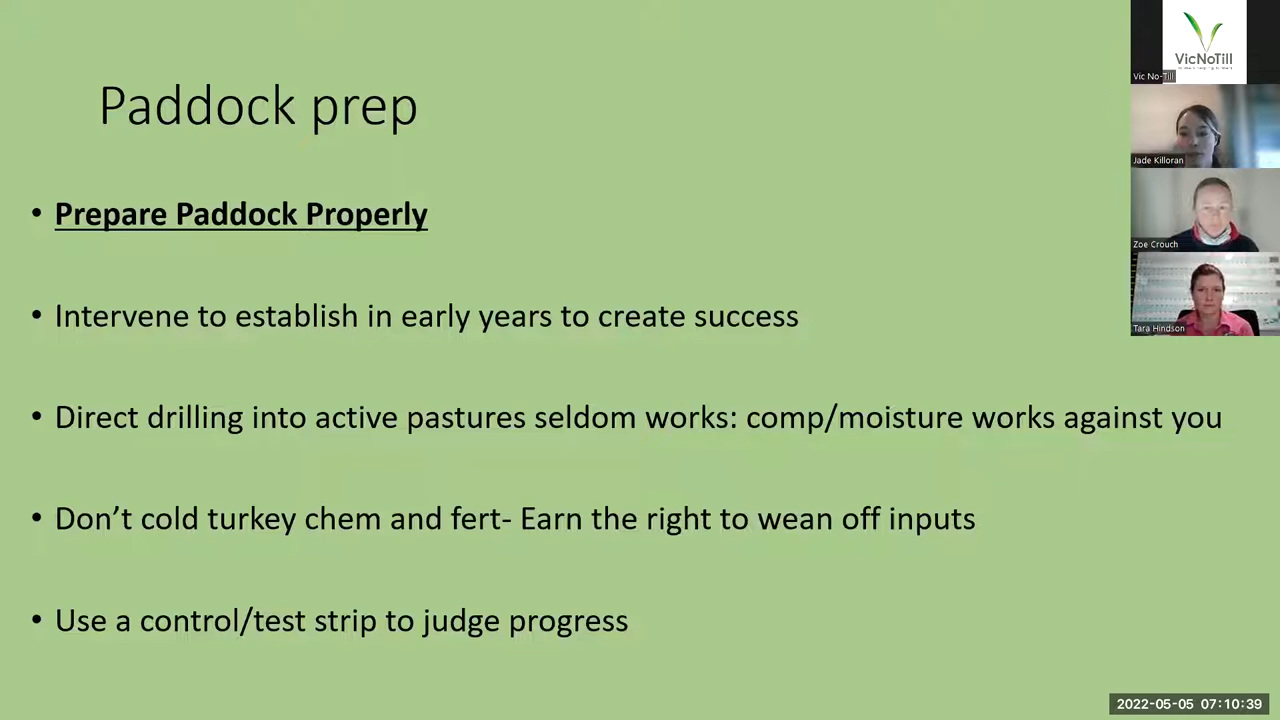 Paddock prep
• Prepare Paddock Properly
• Intervene to establish in early years to create success
• Direct drilling into active pastures seldom works: comp/moisture works against you
• Don’t cold turkey chem and fert- Earn the right to wean off inputs
• Use a control/test strip to judge progress
VicNoTill
Vic No-Till
Jade Killoran
Zoe Crouch
Tara Hindson
2022-05-05 07:10:39